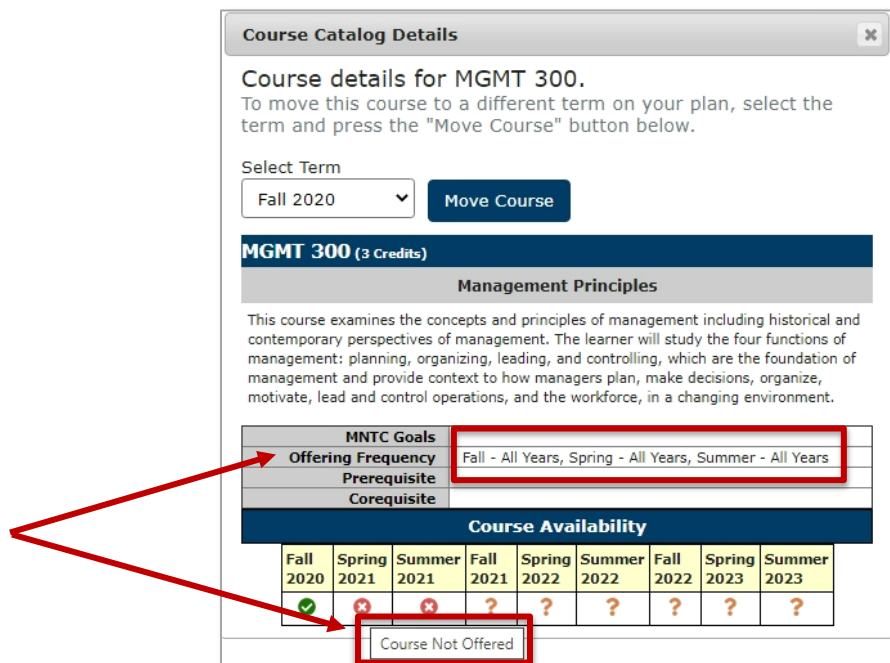 Course Catalog Details
Course details for MGMT 300.
To move this course to a different term on your plan, select the
term and press the "Move Course" button below.
Select Term
Fall 2020 Move Course
MGMT 300 (3 Credits)
Management Principles
This course examines the concepts and principles of management including historical and
contemporary perspectives of management. The learner will study the four functions of
management: planning, organizing, leading, and controlling, which are the foundation of
management and provide context to how managers plan, make decisions, organize,
motivate, lead and control operations, and the workforce, in a changing environment.
MNTC Goals
Offering Frequency Fall - All Years, Spring - All Years, Summer - All Years
Prerequisite
Corequisite
Course Availability
Fall Spring Summer Fall Spring Summer Fall Spring Summer
2020 2021 2021 2021 2022 2022 2022 2023 2023
? ? ? ? ? ?
Course Not Offered